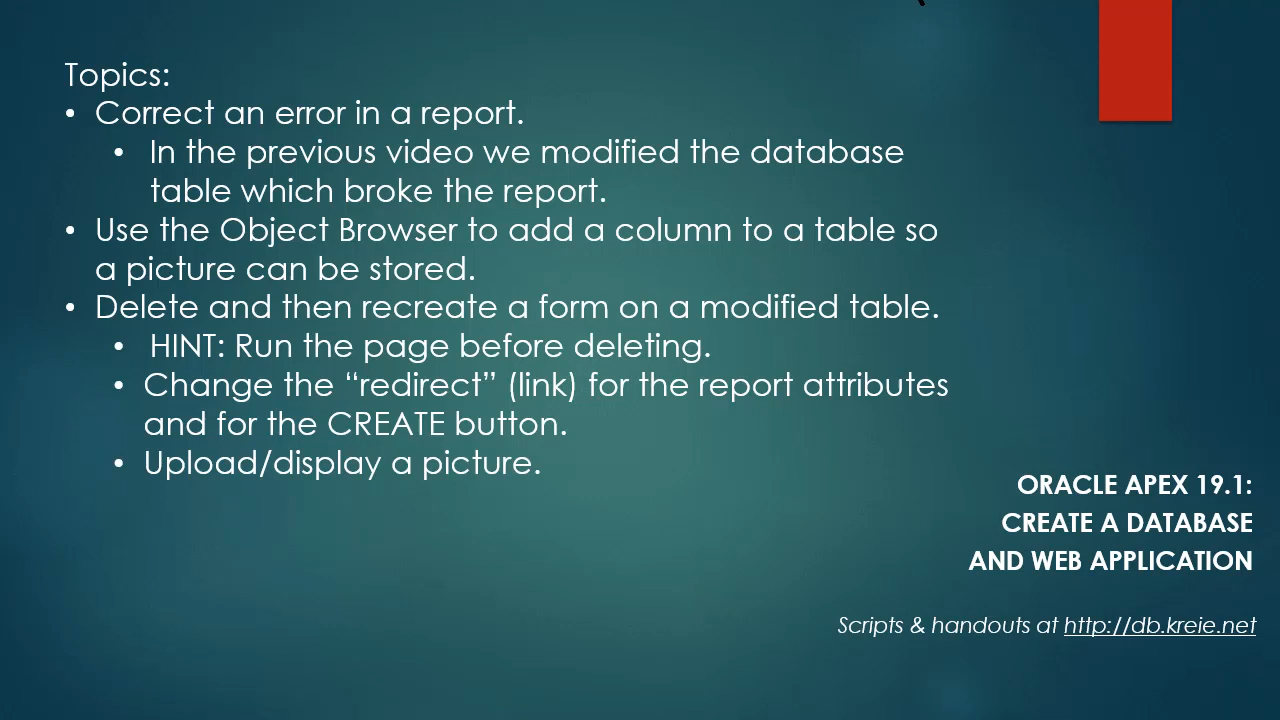 Topics:
• Correct an error in a report.
• In the previous video we modified the database
table which broke the report.
• Use the Object Browser to add a column to a table so
a picture can be stored.
• Delete and then recreate a form on a modified table.
• HINT: Run the page before deleting.
• Change the “redirect” (link) for the report attributes
and for the CREATE button.
• Upload/display a picture.
ORACLE APEX 19.1:
CREATE A DATABASE
AND WEB APPLICATION
Scripts & handouts at http://db.kreie.net